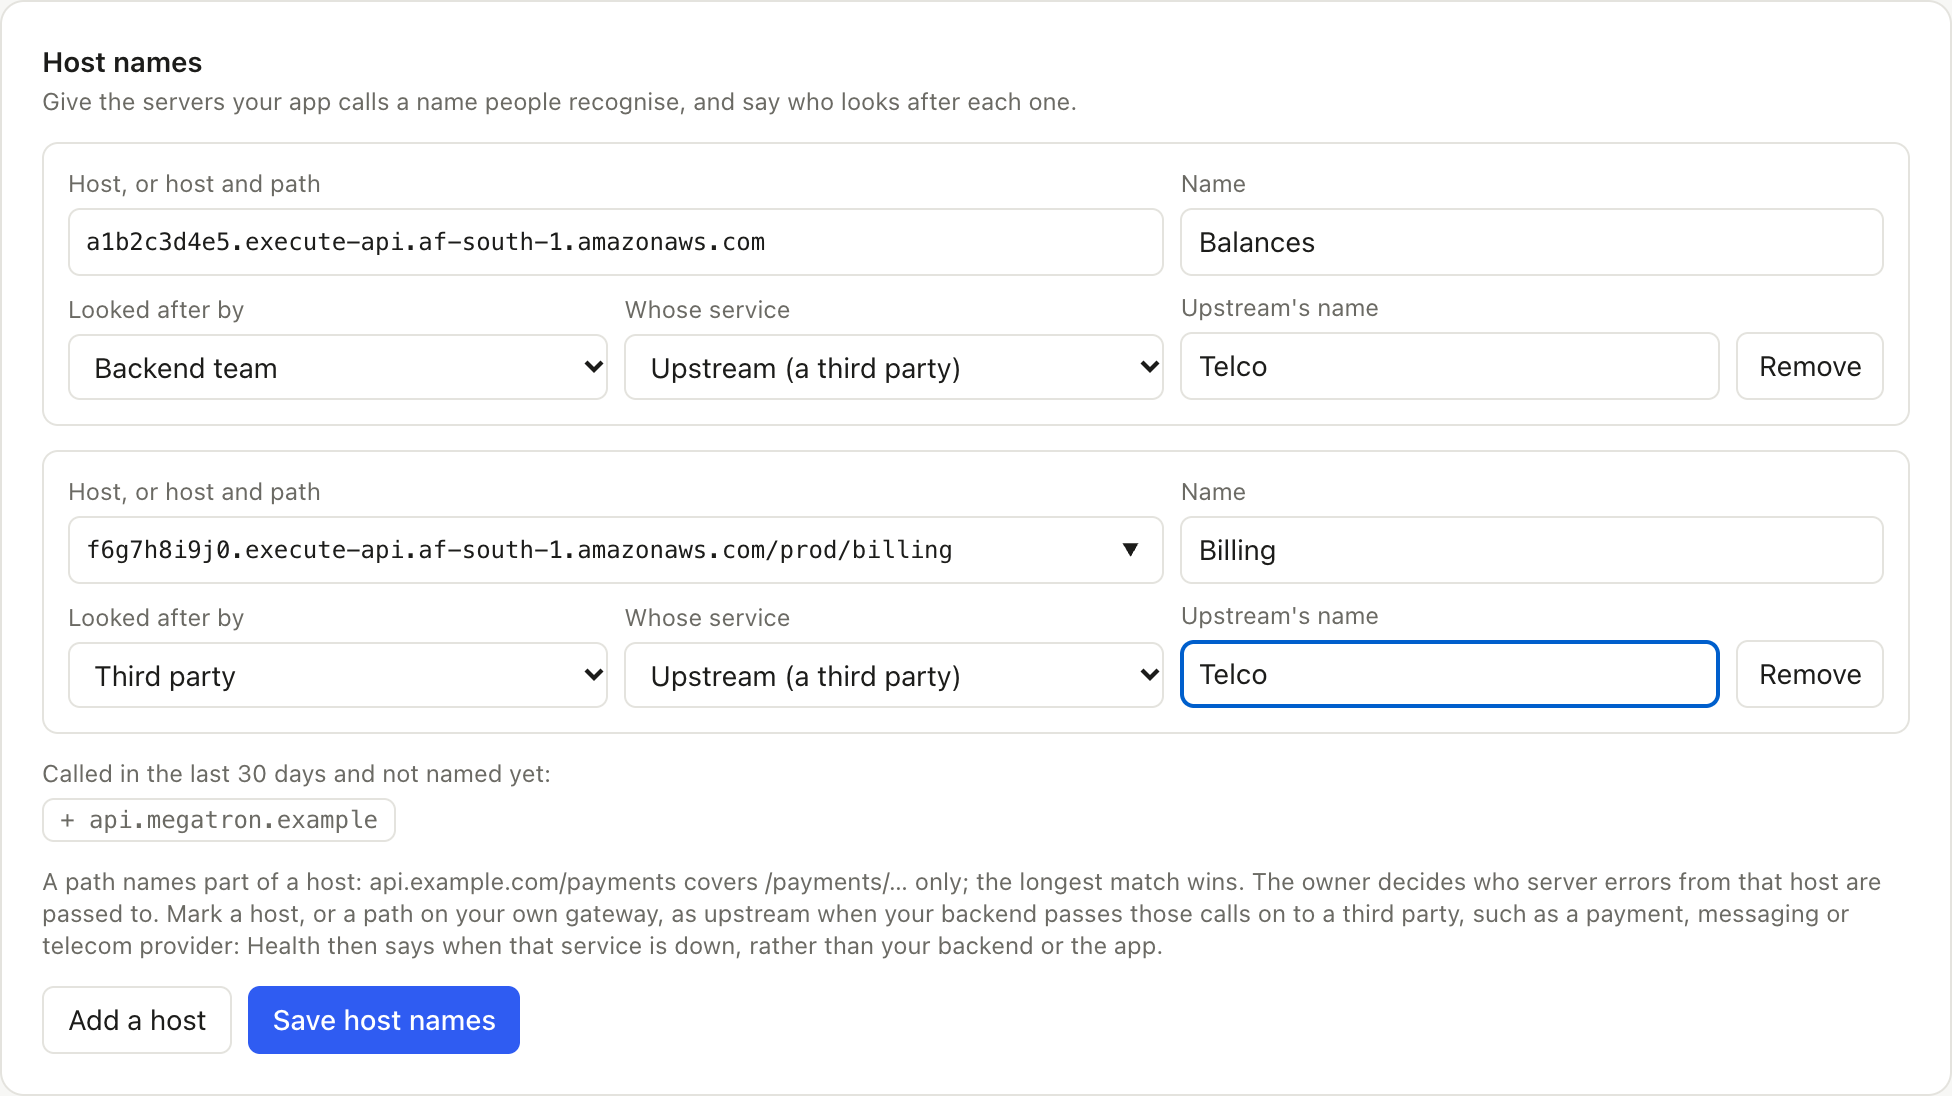 Host names
Give the servers your app calls a name people recognise, and say who looks after each one.
Host, or host and path
Name
a1b2c3d4e5.execute-api.af-south-1.amazonaws.com
Balances
Looked after by
Whose service
Upstream's name
Backend team
Upstream (a third party)
Telco
Remove
Host, or host and path
Name
f6g7h8i9j0.execute-api.af-south-1.amazonaws.com/prod/billing
Billing
Looked after by
Whose service
Upstream's name
Third party
Upstream (a third party)
Telco
Remove
Called in the last 30 days and not named yet:
+ api.megatron.example
A path names part of a host: api.example.com/payments covers /payments/... only; the longest match wins. The owner decides who server errors from that host are
passed to. Mark a host, or a path on your own gateway, as upstream when your backend passes those calls on to a third party, such as a payment, messaging or
telecom provider: Health then says when that service is down, rather than your backend or the app.
Add a host
Save host names